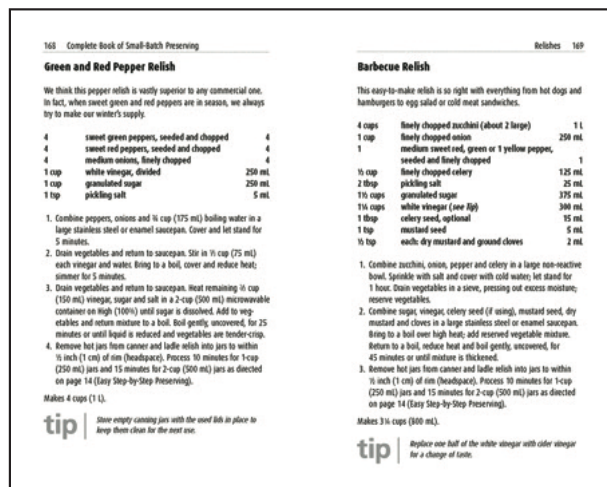 168 Complete Book of Small-Batch Preserving
Green and Red Pepper Relish
We think this pepper relish is vastly superior to any commercial one.
In fact, when sweet green and red peppers are in season, we always
try to make our winter's supply.
4 sweet green peppers, seeded and chopped 4
4 sweet red peppers, seeded and chopped 4
4 medium onions, finely chopped 4
1 cup white vinegar, divided 250 mL
1 cup granulated sugar 250 mL
1 tsp pickling salt 5 mL
1. Combine peppers, onions and ¾ cup (175 mL) boiling water in a
large stainless steel or enamel saucepan. Cover and let stand for
5 minutes.
2. Drain vegetables and return to saucepan. Stir in ⅓ cup (75 mL)
each vinegar and water. Bring to a boil, cover and reduce heat;
simmer for 5 minutes.
3. Drain vegetables and return to saucepan. Heat remaining ⅔ cup
(150 mL) vinegar, sugar and salt in a 2-cup (500 mL) microwavable
container on High (100%) until sugar is dissolved. Add to veg-
etables and return mixture to a boil. Boil gently, uncovered, for 25
minutes or until liquid is reduced and vegetables are tender-crisp.
4. Remove hot jars from canner and ladle relish into jars to within
½ inch (1 cm) of rim (headspace). Process 10 minutes for 1-cup
(250 mL) jars and 15 minutes for 2-cup (500 mL) jars as directed
on page 14 (Easy Step-by-Step Preserving).
Makes 4 cups (1 L).
tip Store empty canning jars with the used lids in place to
keep them clean for the next use.
Relishes 169
Barbecue Relish
This easy-to-make relish is so right with everything from hot dogs and
hamburgers to egg salad or cold meat sandwiches.
4 cups finely chopped zucchini (about 2 large) 1 L
1 cup finely chopped onion 250 mL
1 medium sweet red, green or 1 yellow pepper,
seeded and finely chopped 1
½ cup finely chopped celery 125 mL
2 tbsp pickling salt 25 mL
1½ cups granulated sugar 375 mL
1¼ cups white vinegar (see Tip) 300 mL
1 tbsp celery seed, optional 15 mL
1 tsp mustard seed 5 mL
½ tsp each: dry mustard and ground cloves 2 mL
1. Combine zucchini, onion, pepper and celery in a large non-reactive
bowl. Sprinkle with salt and cover with cold water; let stand for
1 hour. Drain vegetables in a sieve, pressing out excess moisture;
reserve vegetables.
2. Combine sugar, vinegar, celery seed (if using), mustard seed, dry
mustard and cloves in a large stainless steel or enamel saucepan.
Bring to a boil over high heat; add reserved vegetable mixture.
Return to a boil, reduce heat and boil gently, uncovered, for
45 minutes or until mixture is thickened.
3. Remove hot jars from canner and ladle relish into jars to within
½ inch (1 cm) of rim (headspace). Process 10 minutes for 1-cup
(250 mL) jars and 15 minutes for 2-cup (500 mL) jars as directed
on page 14 (Easy Step-by-Step Preserving).
Makes 3¼ cups (800 mL).
tip Replace one half of the white vinegar with cider vinegar
for a change of taste.